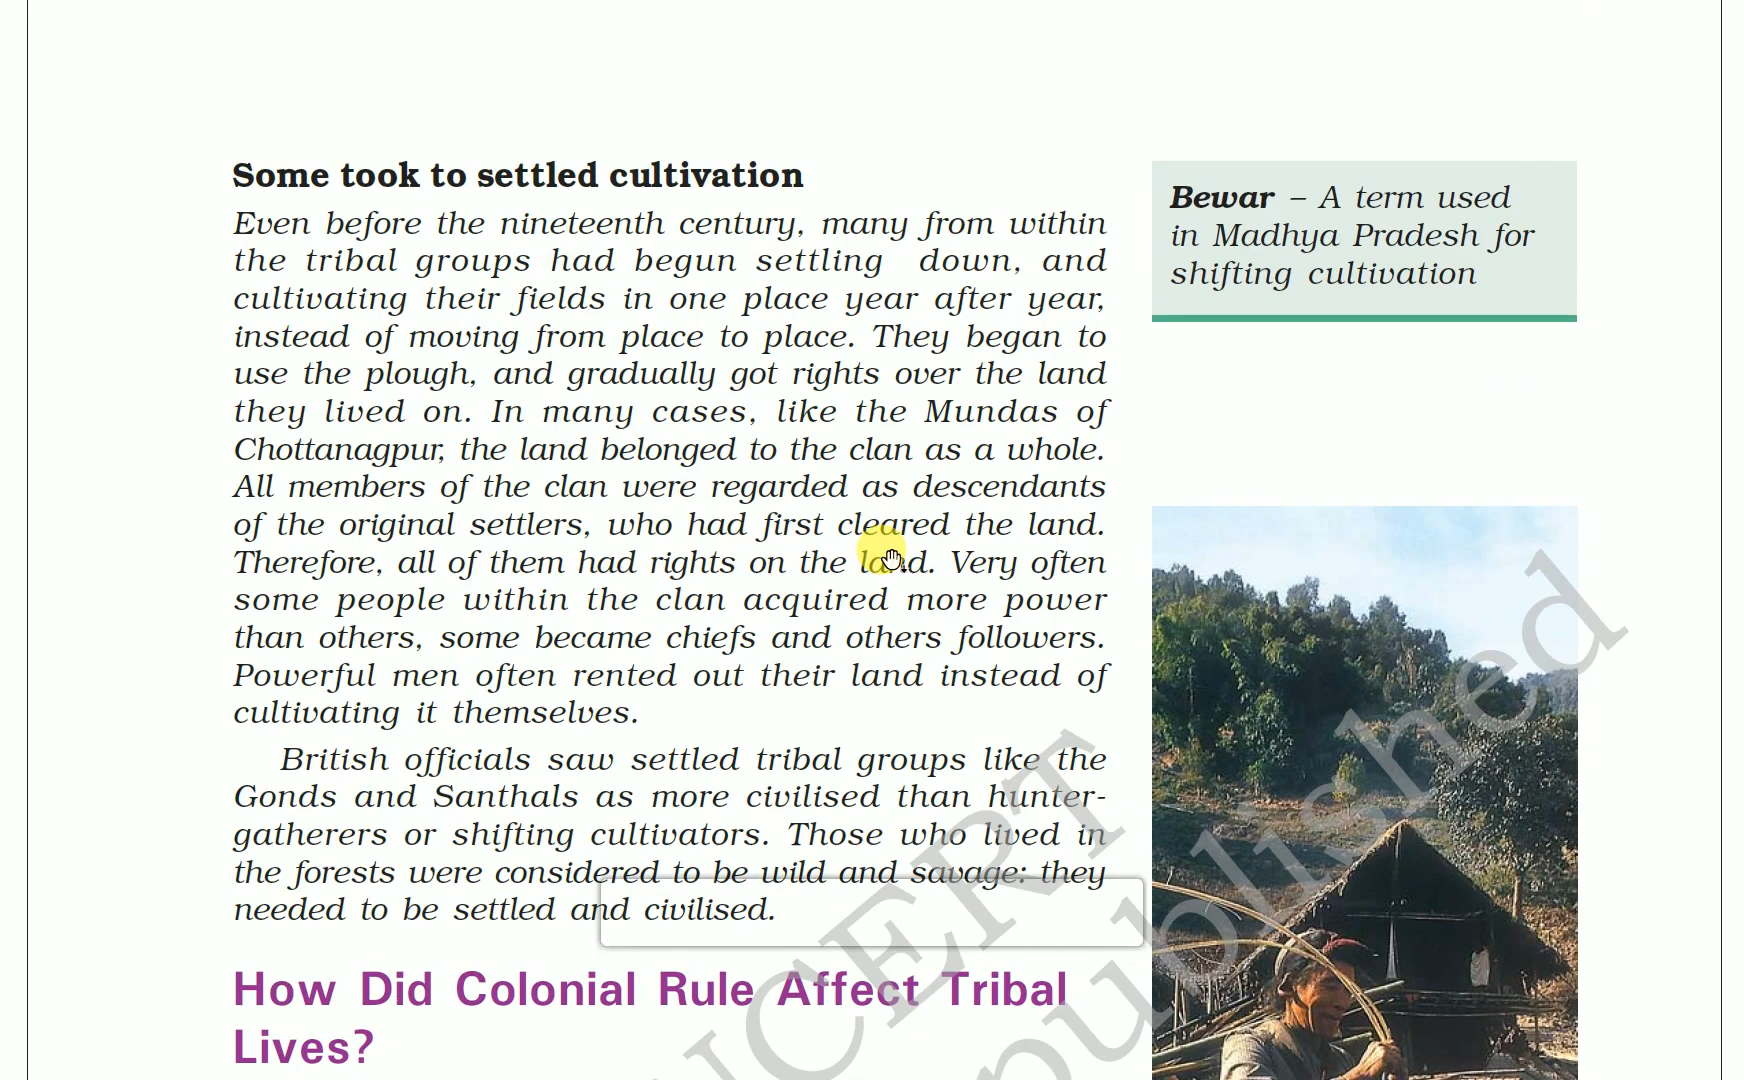 Some took to settled cultivation
Even before the nineteenth century, many from within
the tribal groups had begun settling down, and
cultivating their fields in one place year after year,
instead of moving from place to place. They began to
use the plough, and gradually got rights over the land
they lived on. In many cases, like the Mundas of
Chottanagpur, the land belonged to the clan as a whole.
All members of the clan were regarded as descendants
of the original settlers, who had first cleared the land.
Therefore, all of them had rights on the land. Very often
some people within the clan acquired more power
than others, some became chiefs and others followers.
Powerful men often rented out their land instead of
cultivating it themselves.
British officials saw settled tribal groups like the
Gonds and Santhals as more civilised than hunter-
gatherers or shifting cultivators. Those who lived in
the forests were considered to be wild and savage: they
needed to be settled and civilised.
How Did Colonial Rule Affect Tribal
Lives?
Bewar – A term used
in Madhya Pradesh for
shifting cultivation
NCERT
published